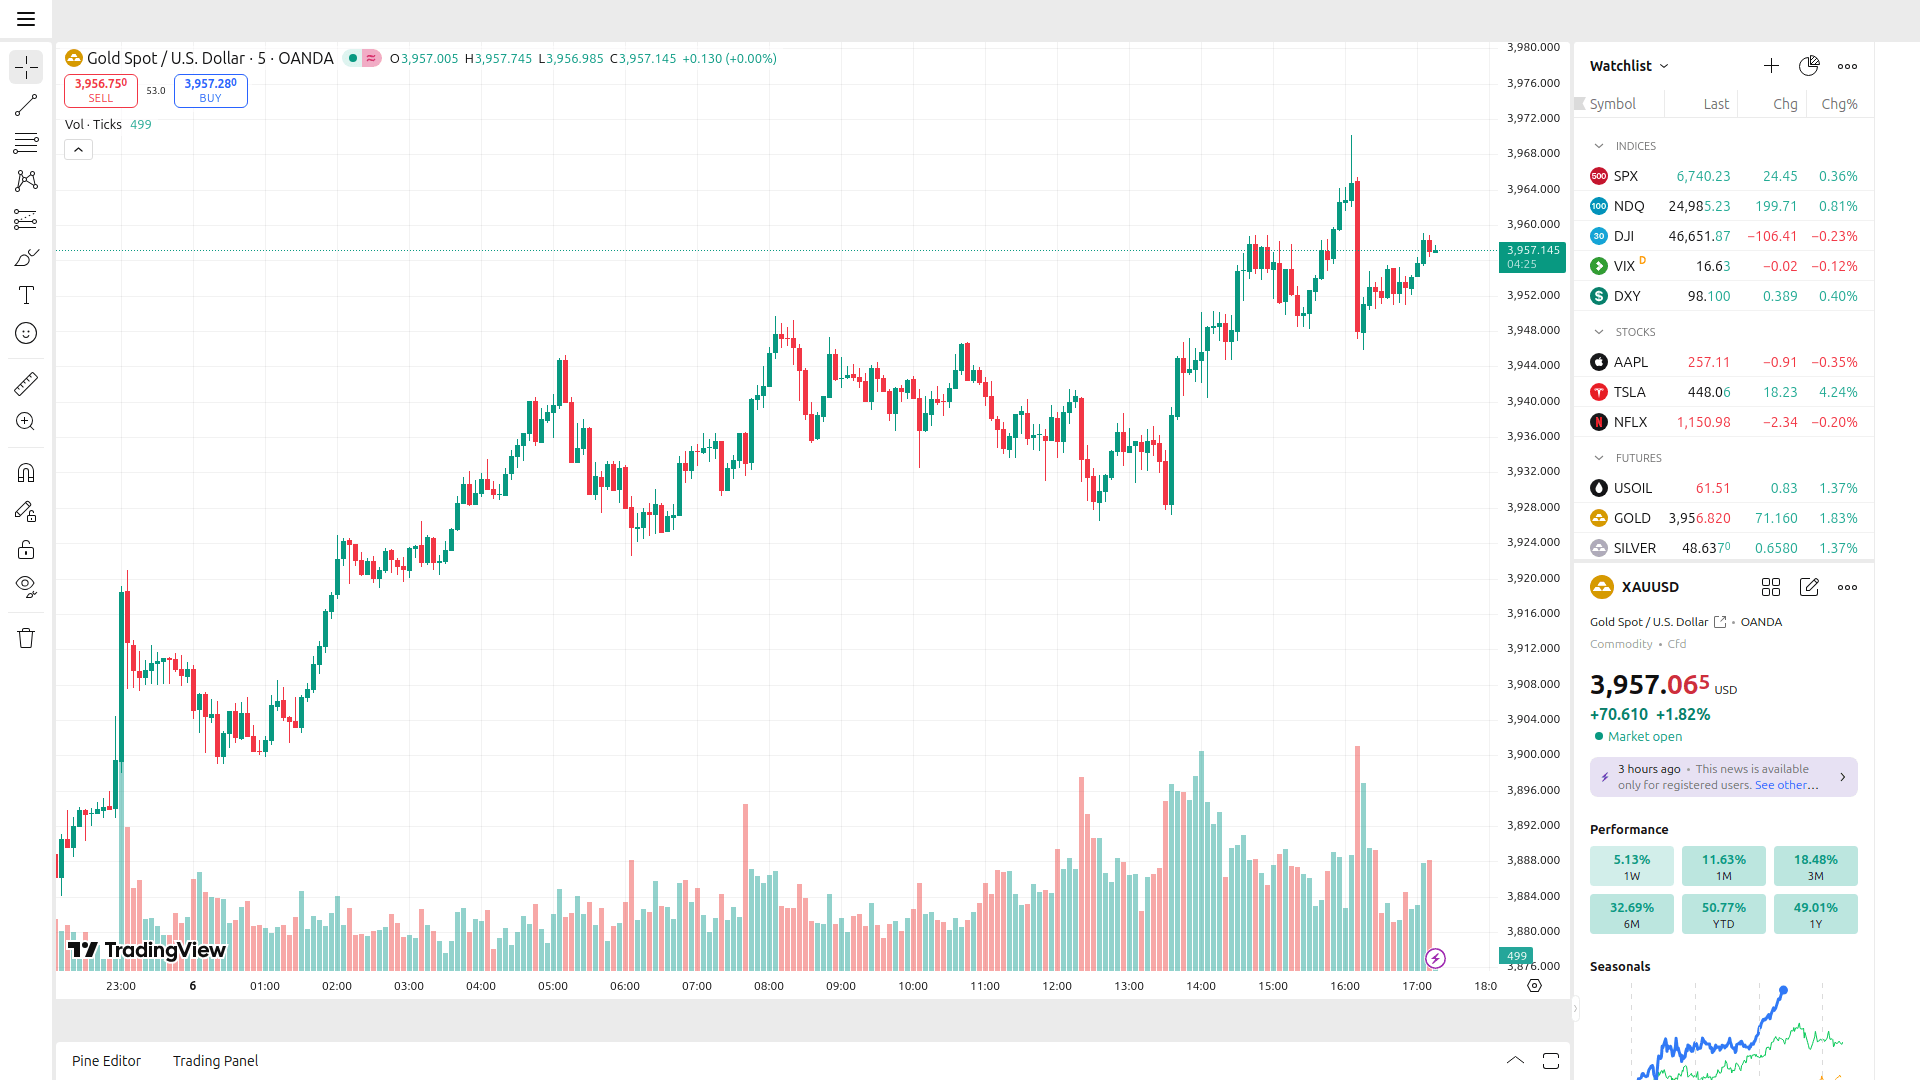 Gold Spot / U.S. Dollar · 5 · OANDA O3,957.005 H3,957.745 L3,956.985 C3,957.145 +0.130 (+0.00%)
3,956.750 SELL 53.0 3,957.280 BUY
Vol · Ticks 499
3,980.000
3,976.000
3,972.000
3,968.000
3,964.000
3,960.000
3,957.145
04:25
3,952.000
3,948.000
3,944.000
3,940.000
3,936.000
3,932.000
3,928.000
3,924.000
3,920.000
3,916.000
3,912.000
3,908.000
3,904.000
3,900.000
3,896.000
3,892.000
3,888.000
3,884.000
3,880.000
499
3,876.000
TradingView
23:00 6 01:00 02:00 03:00 04:00 05:00 06:00 07:00 08:00 09:00 10:00 11:00 12:00 13:00 14:00 15:00 16:00 17:00 18:0
Pine Editor Trading Panel
Watchlist
Symbol Last Chg Chg%
INDICES
500 SPX 6,740.23 24.45 0.36%
100 NDQ 24,985.23 199.71 0.81%
30 DJI 46,651.87 −106.41 −0.23%
VIX D 16.63 −0.02 −0.12%
$ DXY 98.100 0.389 0.40%
STOCKS
AAPL 257.11 −0.91 −0.35%
TSLA 448.06 18.23 4.24%
N NFLX 1,150.98 −2.34 −0.20%
FUTURES
USOIL 61.51 0.83 1.37%
GOLD 3,956.820 71.160 1.83%
SILVER 48.6370 0.6580 1.37%
XAUUSD
Gold Spot / U.S. Dollar • OANDA
Commodity • Cfd
3,957.065 USD
+70.610 +1.82%
Market open
3 hours ago • This news is available
only for registered users. See other…
Performance
5.13% 11.63% 18.48%
1W 1M 3M
32.69% 50.77% 49.01%
6M YTD 1Y
Seasonals